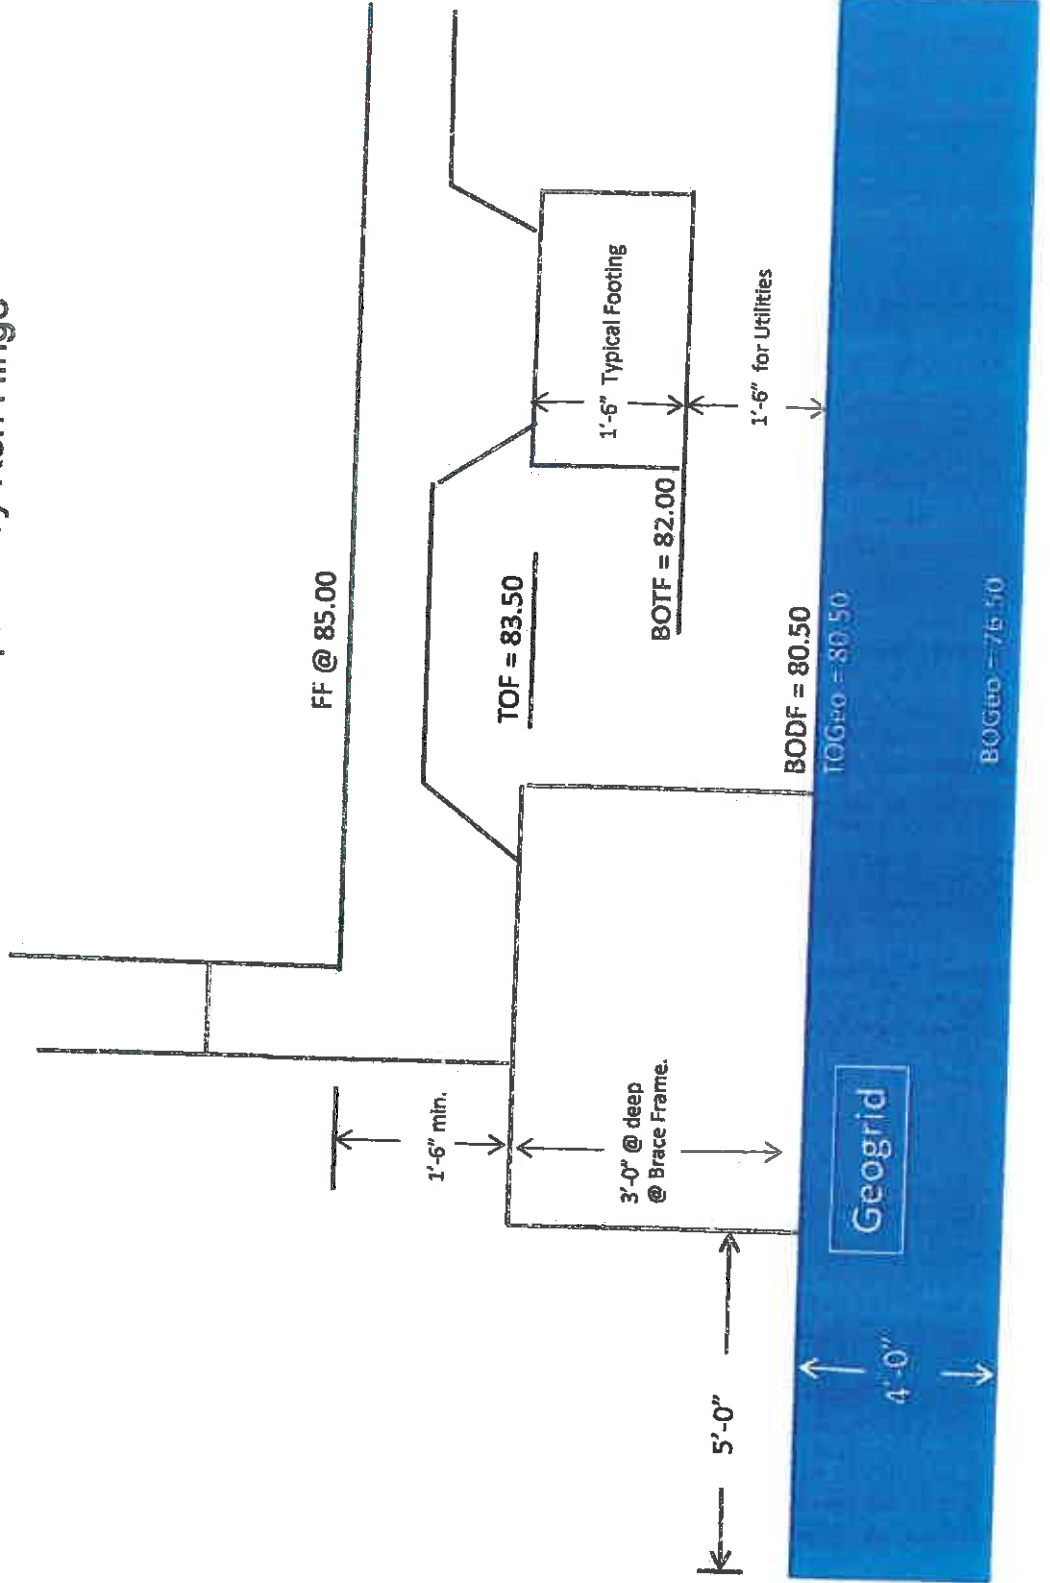 FF @ 85.00
1'-6" min.
TOF = 83.50
3'-0" @ deep
@ Brace Frame.
1'-6" Typical Footing
BOTF = 82.00
1'-6" for Utilities
5'-0"
BODF = 80.50
TOGeo = 80.50
Geogrid
4'-0"
BOGeo = 76.50